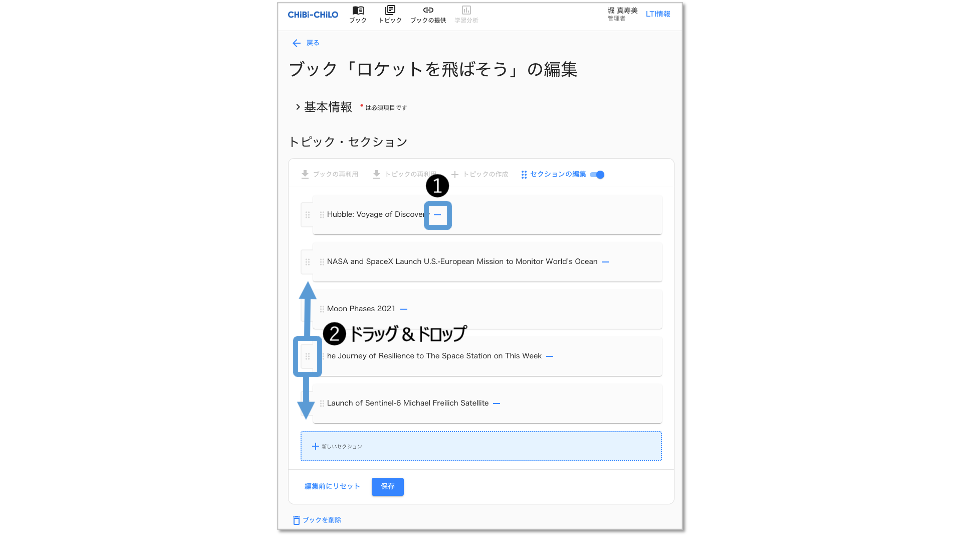 CHiBi-CHiLO
ブック トピック ブックの提供 学習分析 堀 真寿美 管理者 LTI情報
戻る
ブック「ロケットを飛ばそう」の編集
基本情報 * は必須項目です
トピック・セクション
ブックの再利用 トピックの再利用 トピックの作成 セクションの編集
1
Hubble: Voyage of Discovery
NASA and SpaceX Launch U.S.-European Mission to Monitor World's Ocean
Moon Phases 2021
2 ドラッグ&ドロップ
he Journey of Resilience to The Space Station on This Week
Launch of Sentinel-6 Michael Freilich Satellite
新しいセクション
編集前にリセット 保存
ブックを削除